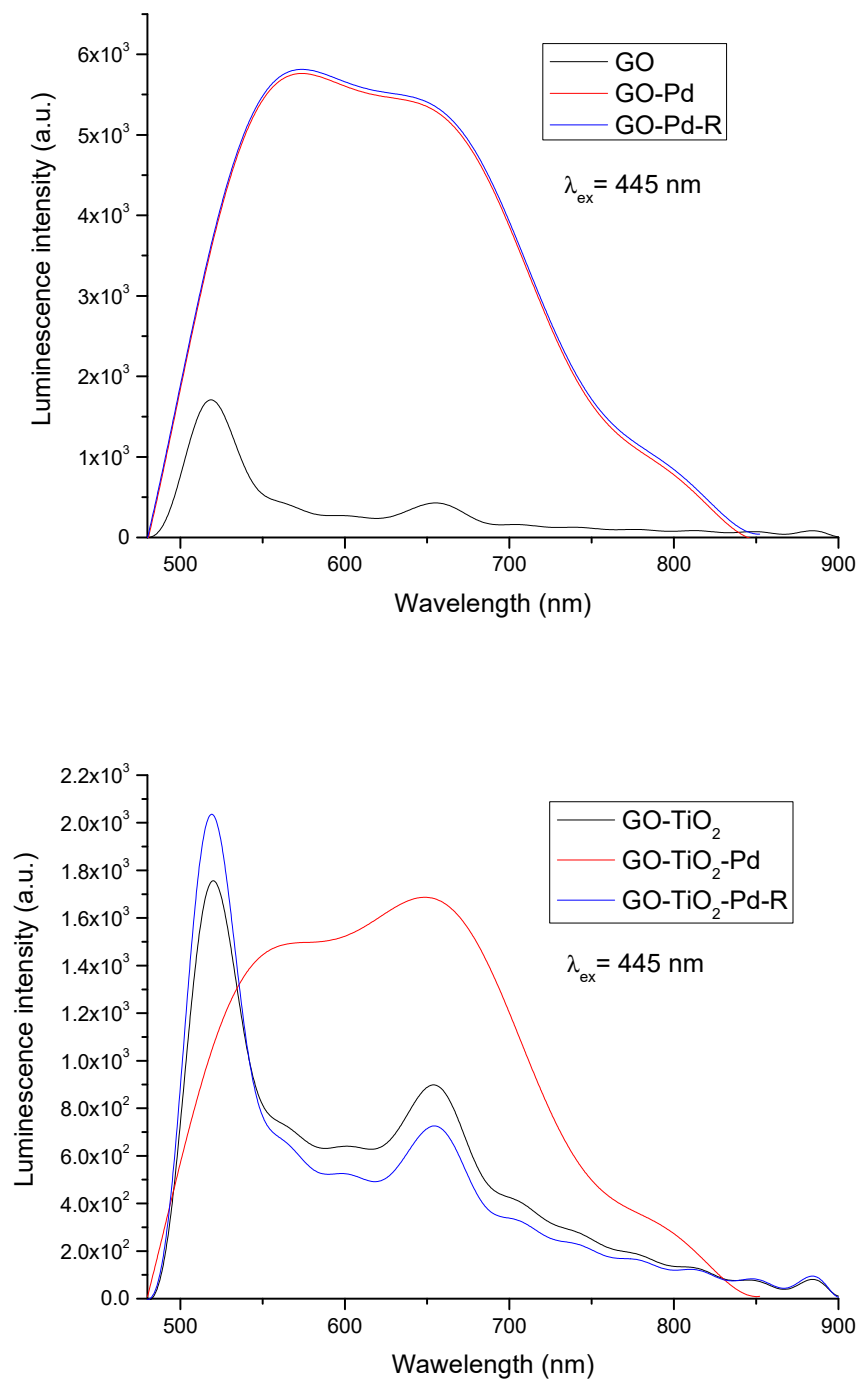 6x10³
5x10³
4x10³
3x10³
2x10³
1x10³
0
Luminescence intensity (a.u.)
GO
GO-Pd
GO-Pd-R
λex= 445 nm
500 600 700 800 900
Wavelength (nm)
2.2x10³
2.0x10³
1.8x10³
1.6x10³
1.4x10³
1.2x10³
1.0x10³
8.0x10²
6.0x10²
4.0x10²
2.0x10²
0.0
Luminescence intensity (a.u.)
GO-TiO₂
GO-TiO₂-Pd
GO-TiO₂-Pd-R
λex= 445 nm
500 600 700 800 900
Wawelength (nm)